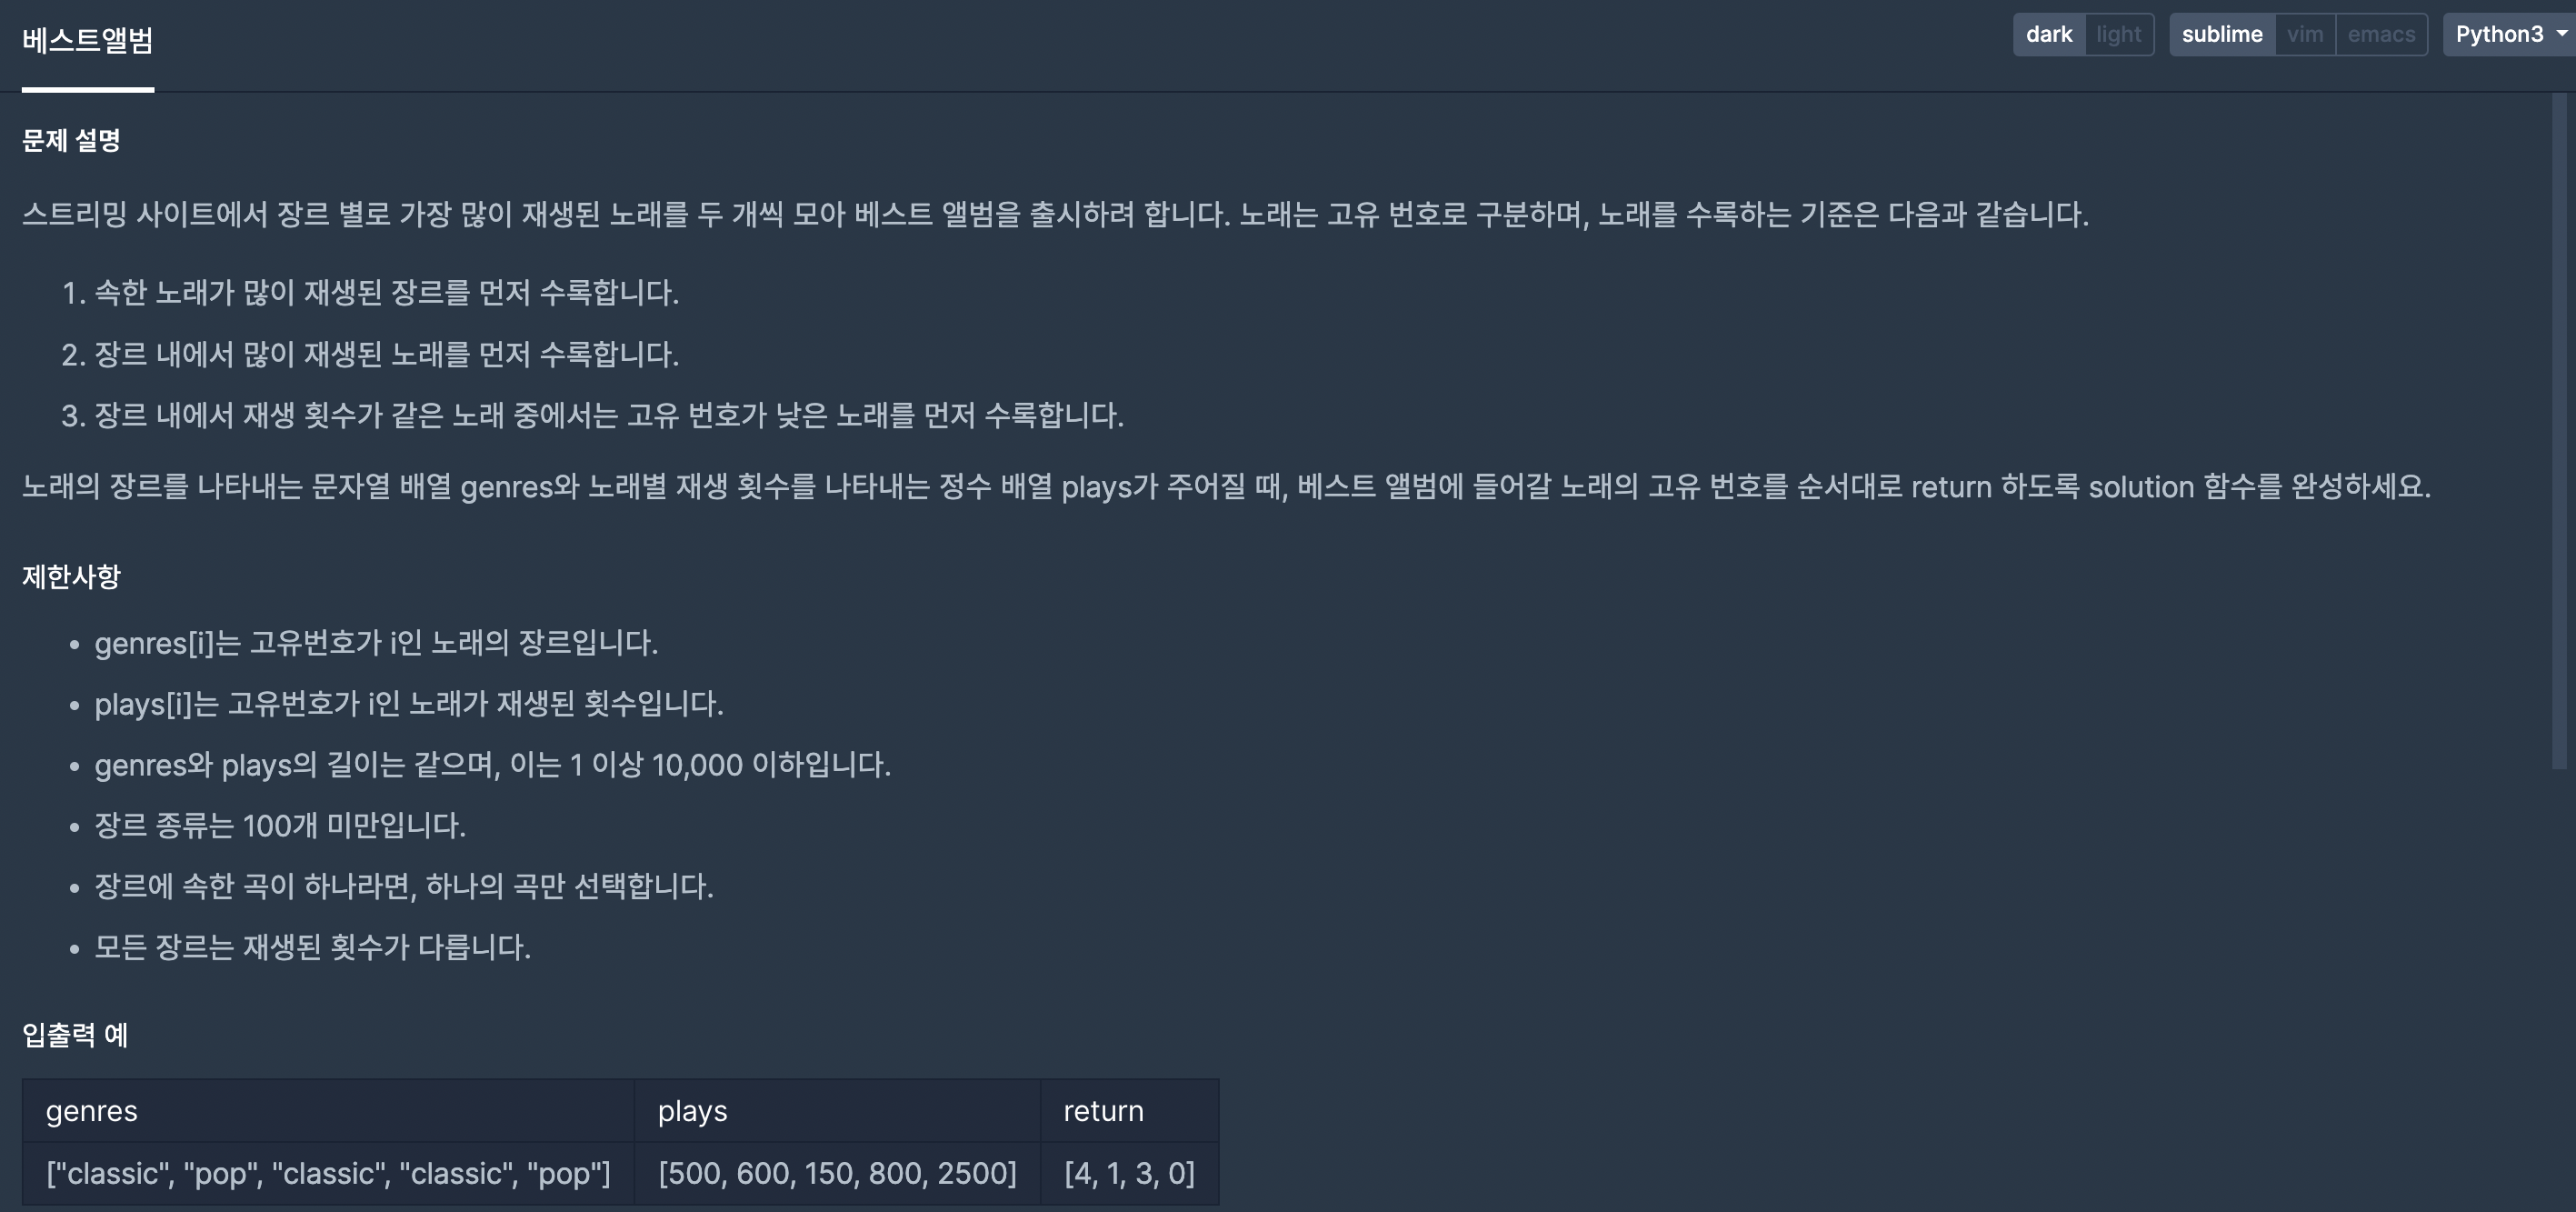 베스트앨범
dark light sublime vim emacs Python3
문제 설명
스트리밍 사이트에서 장르 별로 가장 많이 재생된 노래를 두 개씩 모아 베스트 앨범을 출시하려 합니다. 노래는 고유 번호로 구분하며, 노래를 수록하는 기준은 다음과 같습니다.
1. 속한 노래가 많이 재생된 장르를 먼저 수록합니다.
2. 장르 내에서 많이 재생된 노래를 먼저 수록합니다.
3. 장르 내에서 재생 횟수가 같은 노래 중에서는 고유 번호가 낮은 노래를 먼저 수록합니다.
노래의 장르를 나타내는 문자열 배열 genres와 노래별 재생 횟수를 나타내는 정수 배열 plays가 주어질 때, 베스트 앨범에 들어갈 노래의 고유 번호를 순서대로 return 하도록 solution 함수를 완성하세요.
제한사항
• genres[i]는 고유번호가 i인 노래의 장르입니다.
• plays[i]는 고유번호가 i인 노래가 재생된 횟수입니다.
• genres와 plays의 길이는 같으며, 이는 1 이상 10,000 이하입니다.
• 장르 종류는 100개 미만입니다.
• 장르에 속한 곡이 하나라면, 하나의 곡만 선택합니다.
• 모든 장르는 재생된 횟수가 다릅니다.
입출력 예
genres plays return
["classic", "pop", "classic", "classic", "pop"] [500, 600, 150, 800, 2500] [4, 1, 3, 0]